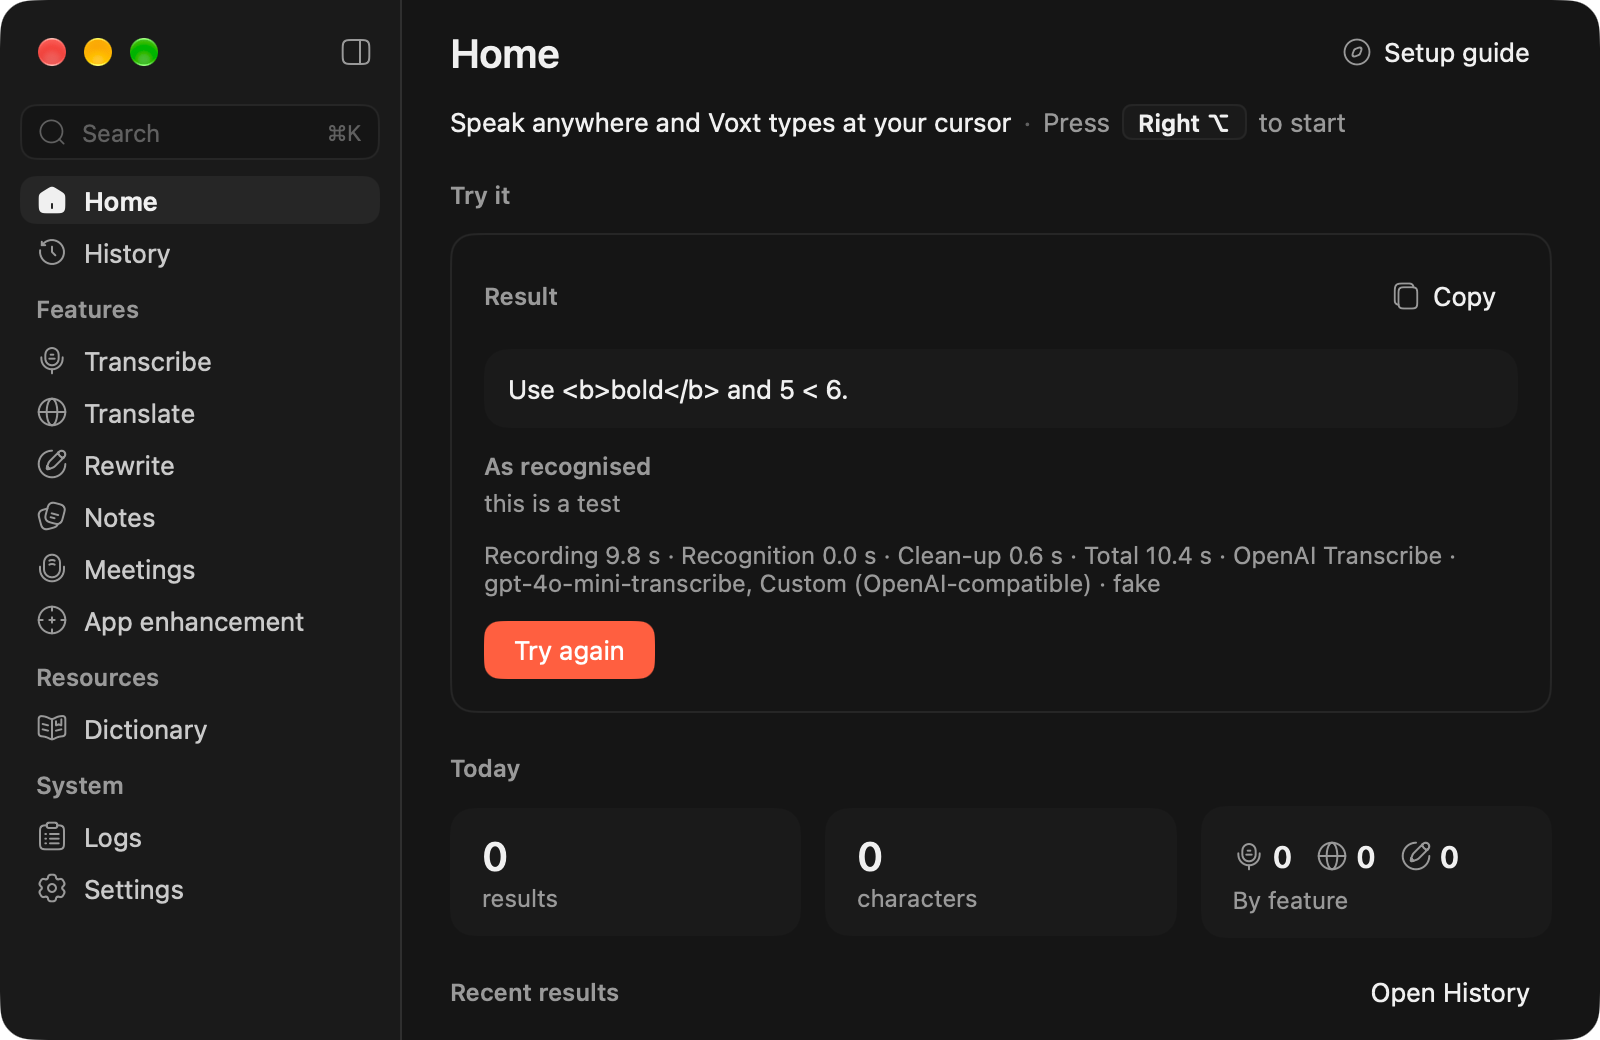 Search ⌘K
Home
History
Features
Transcribe
Translate
Rewrite
Notes
Meetings
App enhancement
Resources
Dictionary
System
Logs
Settings
Home
Setup guide
Speak anywhere and Voxt types at your cursor · Press Right ⌥ to start
Try it
Result
Copy
Use <b>bold</b> and 5 < 6.
As recognised
this is a test
Recording 9.8 s · Recognition 0.0 s · Clean-up 0.6 s · Total 10.4 s · OpenAI Transcribe ·
gpt-4o-mini-transcribe, Custom (OpenAI-compatible) · fake
Try again
Today
0
results
0
characters
0 0 0
By feature
Recent results
Open History